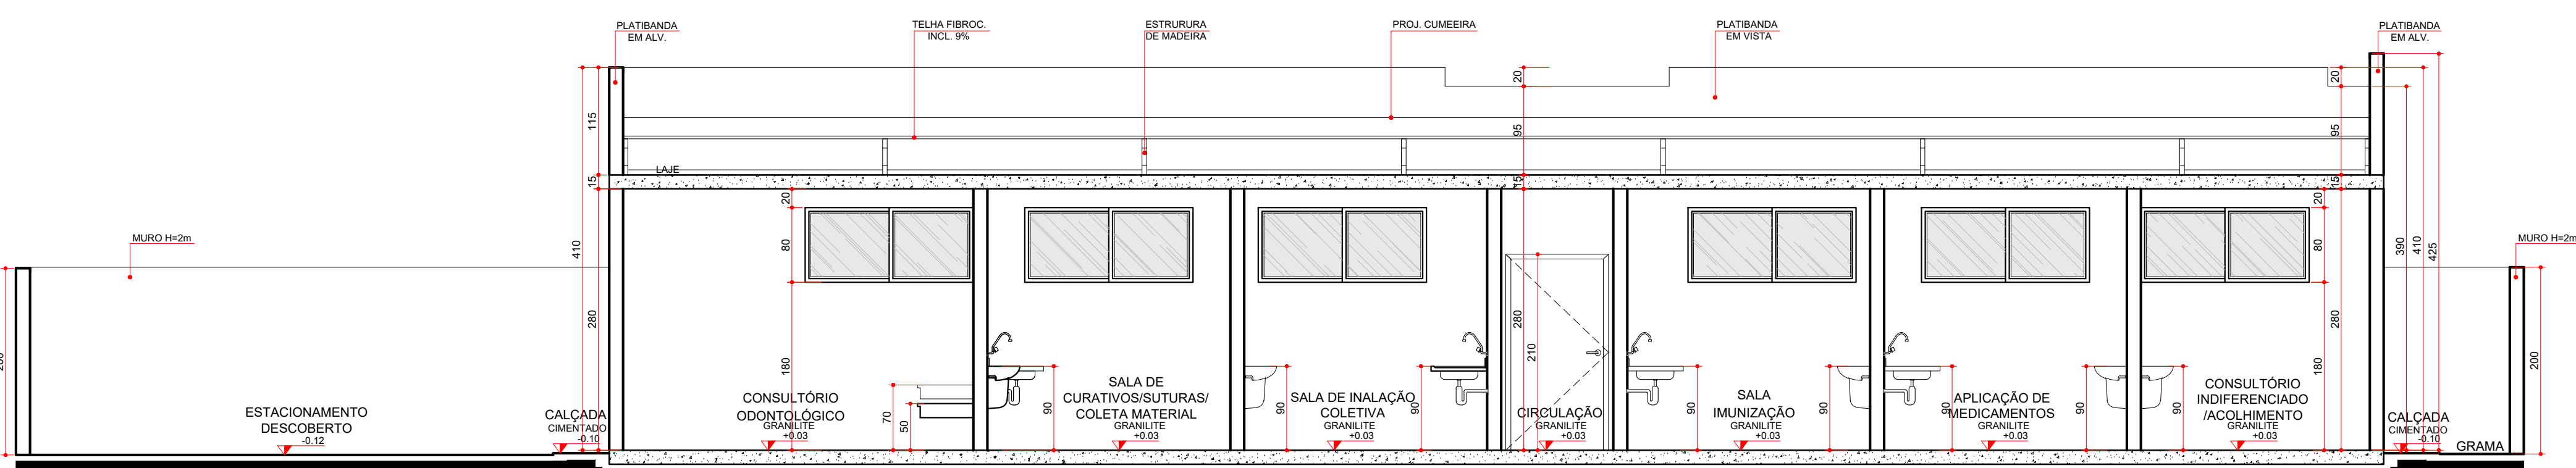 PLATIBANDA
EM ALV.
TELHA FIBROC.
INCL. 9%
ESTRURURA
DE MADEIRA
PROJ. CUMEEIRA
PLATIBANDA
EM VISTA
PLATIBANDA
EM ALV.
20
20
115
95
95
LAJE
15
15
15
20
20
MURO H=2m
80
80
410
390
410
425
MURO H=2m
280
280
210
280
180
180
200
ESTACIONAMENTO
DESCOBERTO
-0.12
CALÇADA
CIMENTADO
-0.10
CONSULTÓRIO
ODONTOLÓGICO
GRANILITE
+0.03
70
50
90
SALA DE
CURATIVOS/SUTURAS/
COLETA MATERIAL
GRANILITE
+0.03
90
SALA DE INALAÇÃO
COLETIVA
GRANILITE
+0.03
90
CIRCULAÇÃO
GRANILITE
+0.03
90
SALA
IMUNIZAÇÃO
GRANILITE
+0.03
90
90
APLICAÇÃO DE
MEDICAMENTOS
GRANILITE
+0.03
90
90
CONSULTÓRIO
INDIFERENCIADO
/ACOLHIMENTO
GRANILITE
+0.03
CALÇADA
CIMENTADO
-0.10
GRAMA